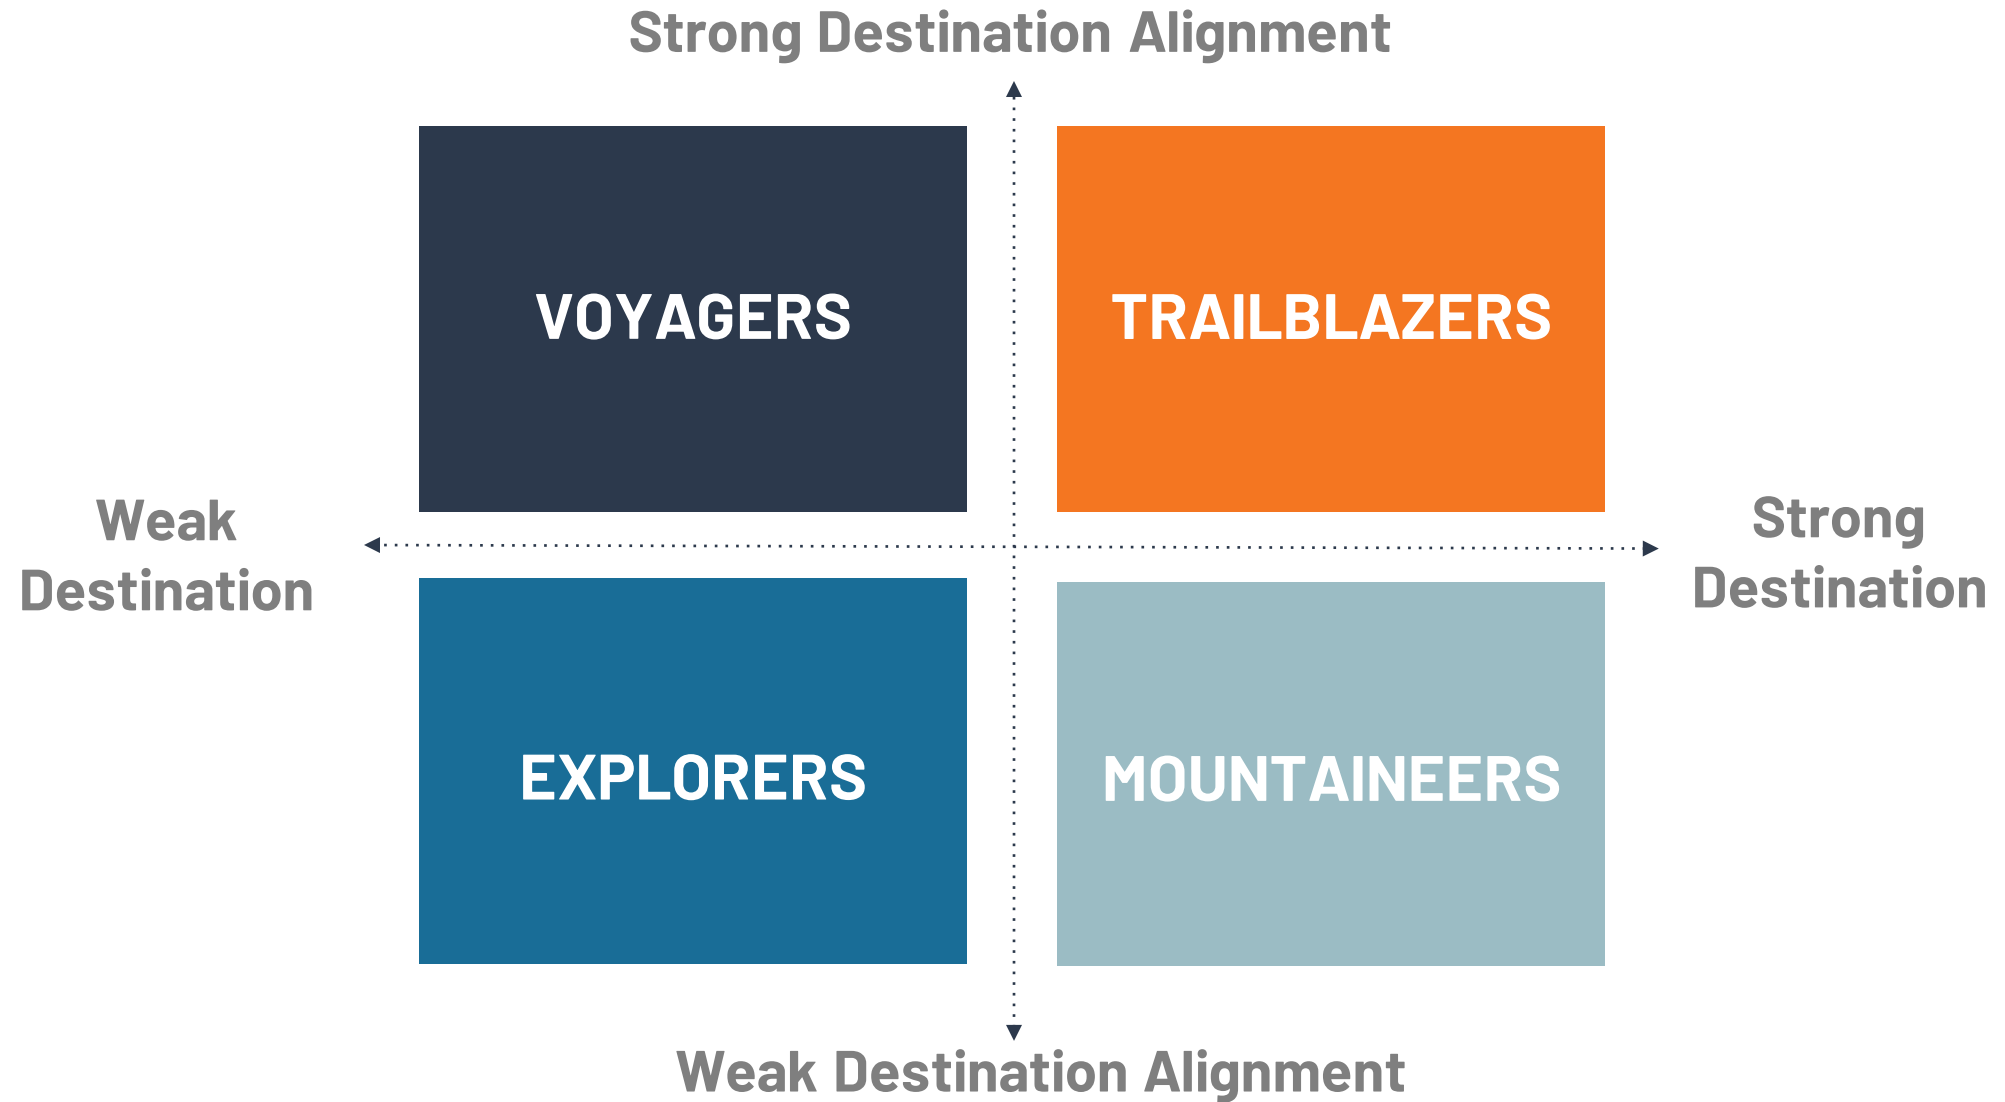 Strong Destination Alignment
VOYAGERS
TRAILBLAZERS
Weak
Destination
Strong
Destination
EXPLORERS
MOUNTAINEERS
Weak Destination Alignment